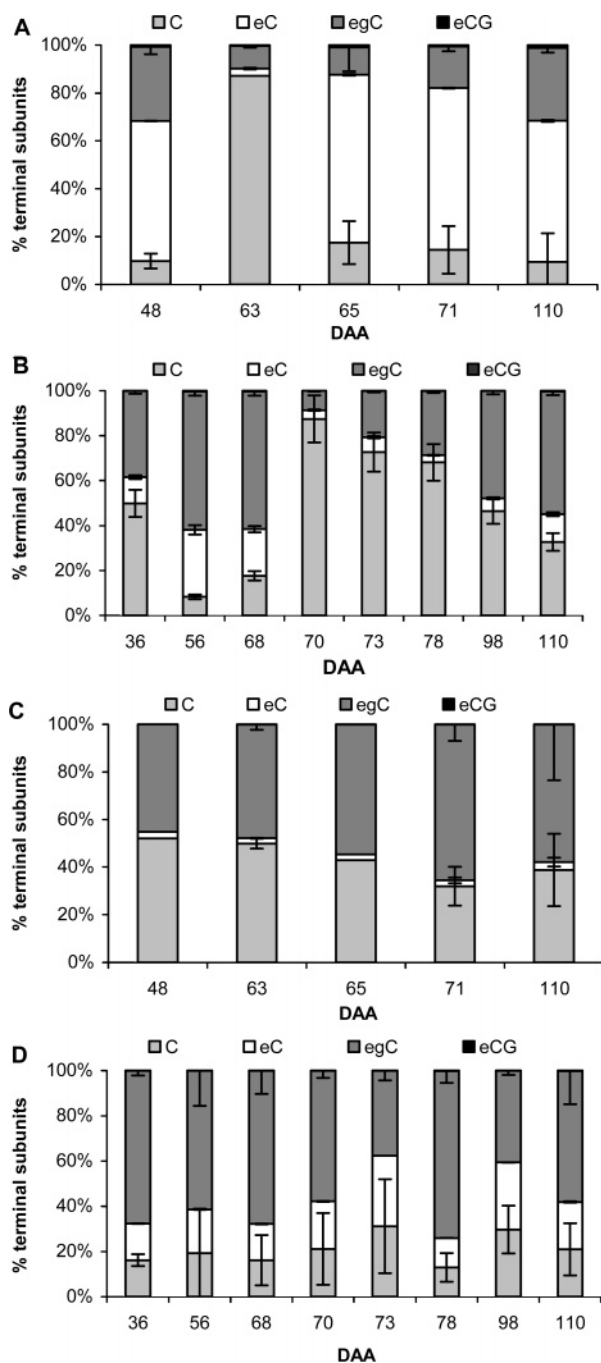 A
C eC egC eCG
100%
80%
60%
40%
20%
0%
% terminal subunits
48 63 65 71 110
DAA
B
C eC egC eCG
100%
80%
60%
40%
20%
0%
% terminal subunits
36 56 68 70 73 78 98 110
DAA
C
C eC egC eCG
100%
80%
60%
40%
20%
0%
% terminal subunits
48 63 65 71 110
DAA
D
C eC egC eCG
100%
80%
60%
40%
20%
0%
% terminal subunits
36 56 68 70 73 78 98 110
DAA